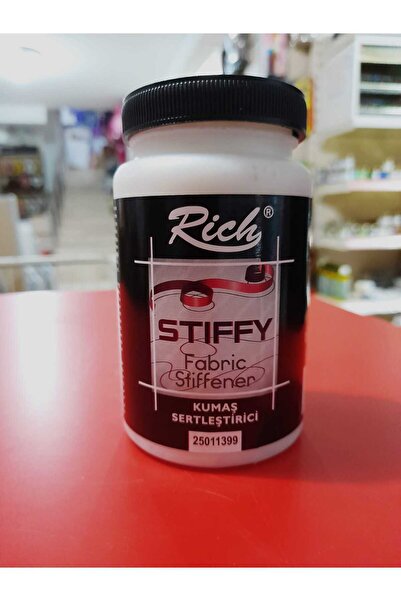 Rich®
STIFFY
Fabric
Stiffener
KUMAŞ
SERTLEŞTİRİCİ
25011399